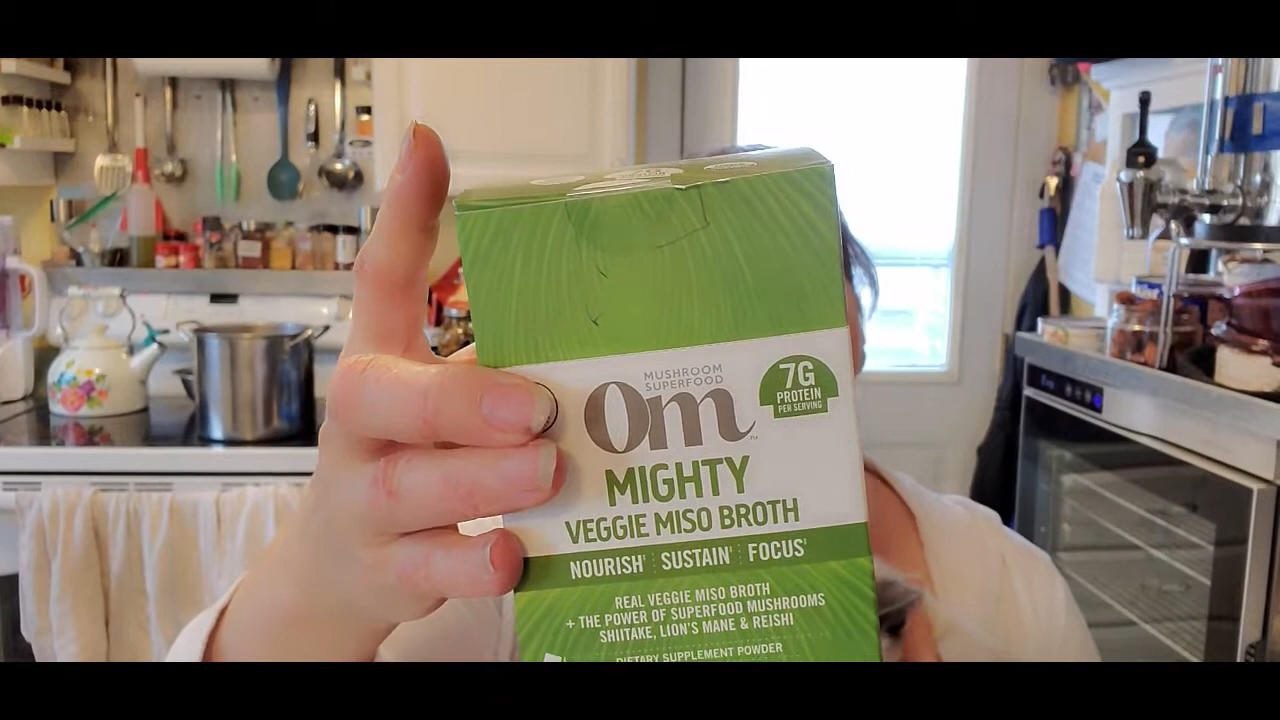 MUSHROOM
SUPERFOOD
Om™
7G
PROTEIN
PER SERVING
MIGHTY
VEGGIE MISO BROTH
NOURISH† SUSTAIN† FOCUS†
REAL VEGGIE MISO BROTH
+ THE POWER OF SUPERFOOD MUSHROOMS
SHIITAKE, LION'S MANE & REISHI
DIETARY SUPPLEMENT POWDER